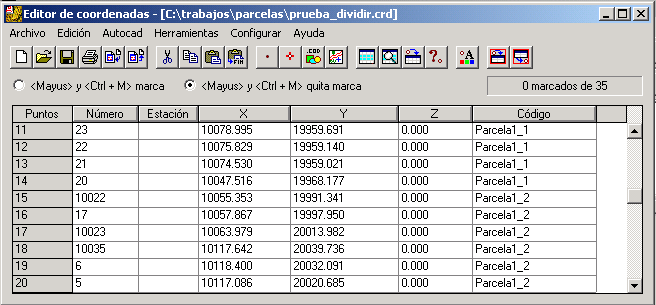 Editor de coordenadas - [C:\trabajos\parcelas\prueba_dividir.crd]
Archivo Edición Autocad Herramientas Configurar Ayuda
<Mayus> y <Ctrl + M> marca <Mayus> y <Ctrl + M> quita marca 0 marcados de 35
Puntos Número Estación X Y Z Código
11 23 10078.995 19959.691 0.000 Parcela1_1
12 22 10075.829 19959.140 0.000 Parcela1_1
13 21 10074.530 19959.021 0.000 Parcela1_1
14 20 10047.516 19968.177 0.000 Parcela1_1
15 10022 10055.353 19991.341 0.000 Parcela1_2
16 17 10057.867 19997.950 0.000 Parcela1_2
17 10023 10063.979 20013.982 0.000 Parcela1_2
18 10035 10117.642 20039.736 0.000 Parcela1_2
19 6 10118.400 20032.091 0.000 Parcela1_2
20 5 10117.086 20020.685 0.000 Parcela1_2